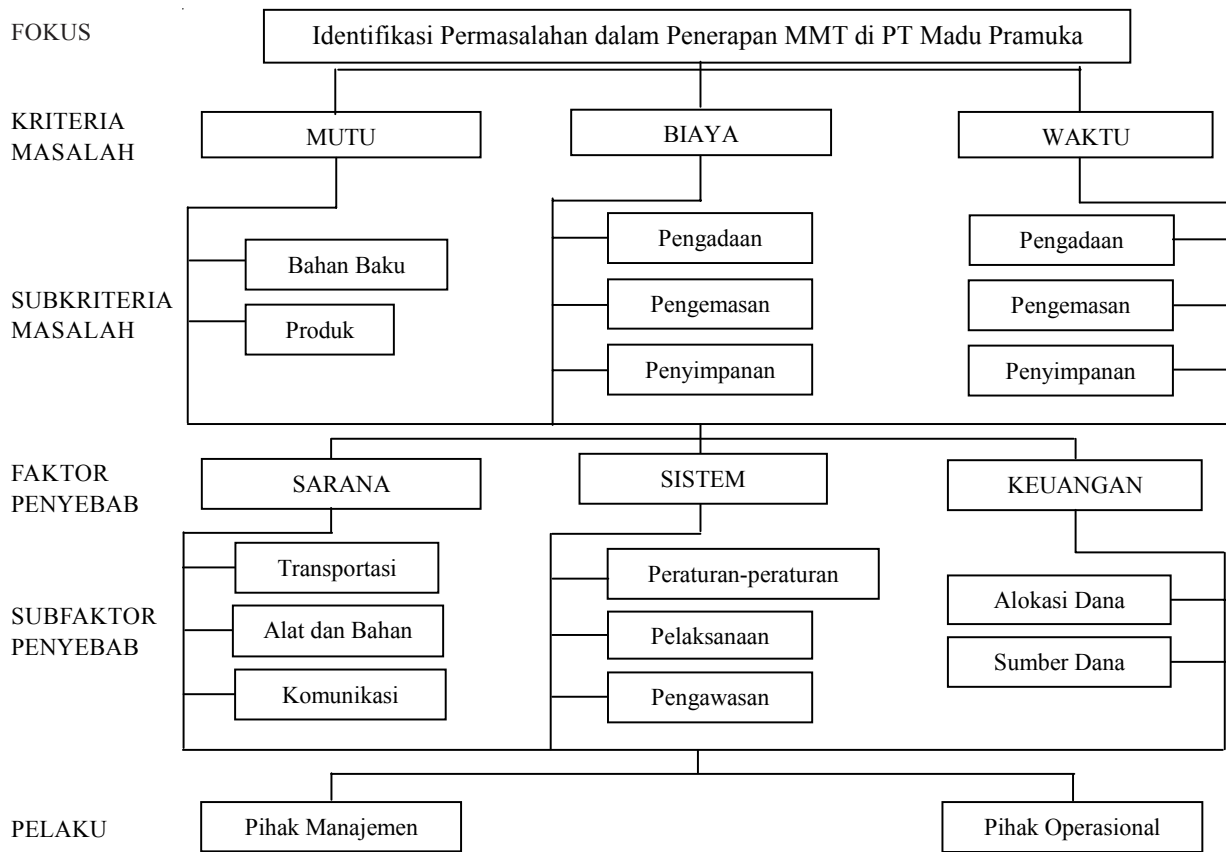 FOKUS
Identifikasi Permasalahan dalam Penerapan MMT di PT Madu Pramuka
KRITERIA
MASALAH
MUTU
BIAYA
WAKTU
SUBKRITERIA
MASALAH
Bahan Baku
Produk
Pengadaan
Pengemasan
Penyimpanan
Pengadaan
Pengemasan
Penyimpanan
FAKTOR
PENYEBAB
SARANA
SISTEM
KEUANGAN
SUBFAKTOR
PENYEBAB
Transportasi
Alat dan Bahan
Komunikasi
Peraturan-peraturan
Pelaksanaan
Pengawasan
Alokasi Dana
Sumber Dana
PELAKU
Pihak Manajemen
Pihak Operasional